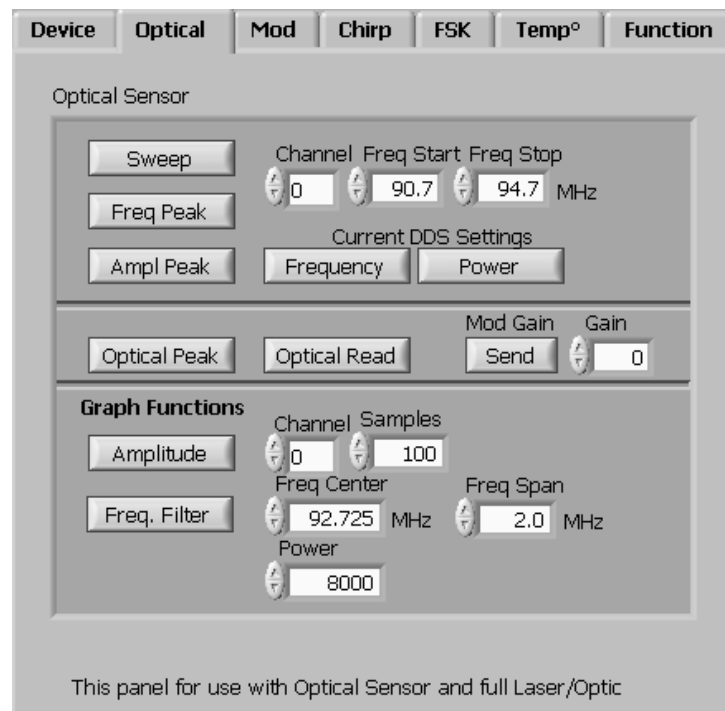 Device Optical Mod Chirp FSK Temp° Function
Optical Sensor
Sweep
Channel Freq Start Freq Stop
0 90.7 94.7 MHz
Freq Peak
Current DDS Settings
Ampl Peak Frequency Power
Mod Gain Gain
Optical Peak Optical Read Send 0
Graph Functions
Channel Samples
Amplitude 0 100
Freq Center Freq Span
Freq. Filter 92.725 MHz 2.0 MHz
Power
8000
This panel for use with Optical Sensor and full Laser/Optic